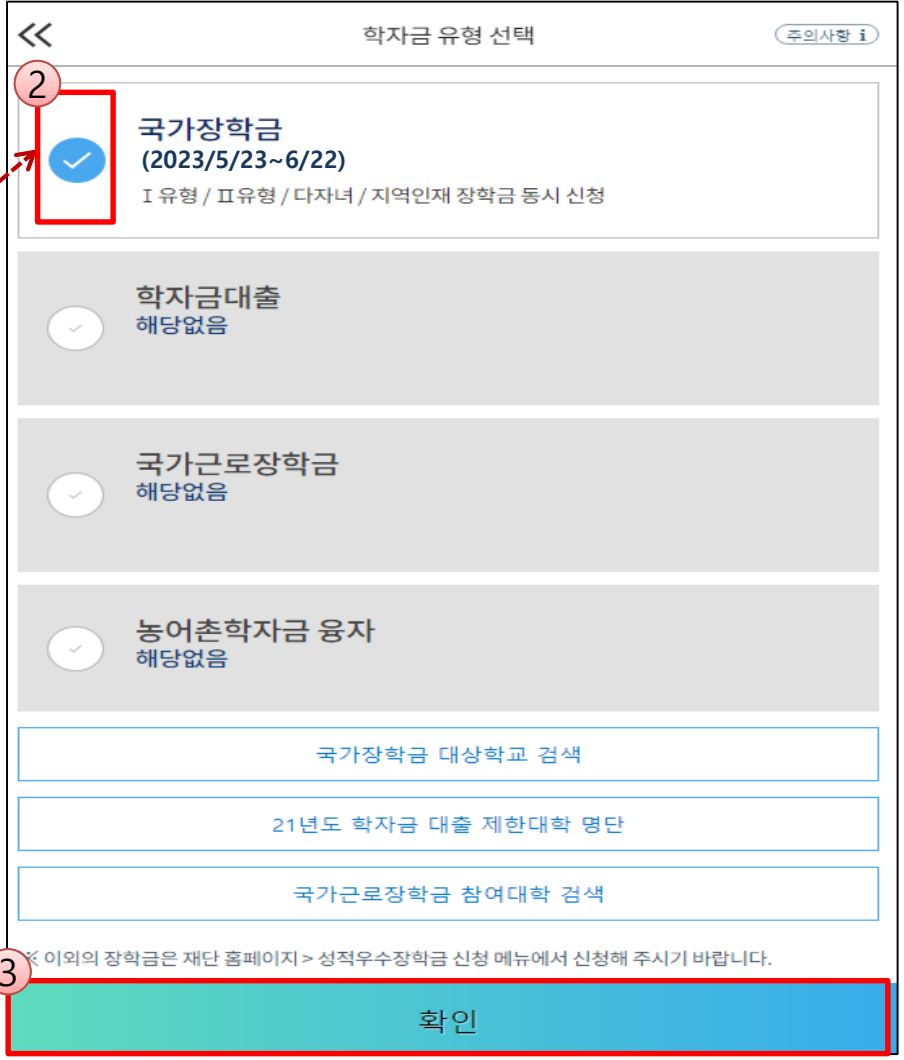 학자금 유형 선택
주의사항 i
2
국가장학금
(2023/5/23~6/22)
Ⅰ유형 / Ⅱ유형 / 다자녀 / 지역인재 장학금 동시 신청
학자금대출
해당없음
국가근로장학금
해당없음
농어촌학자금 융자
해당없음
국가장학금 대상학교 검색
21년도 학자금 대출 제한대학 명단
국가근로장학금 참여대학 검색
※ 이외의 장학금은 재단 홈페이지 > 성적우수장학금 신청 메뉴에서 신청해 주시기 바랍니다.
3
확인